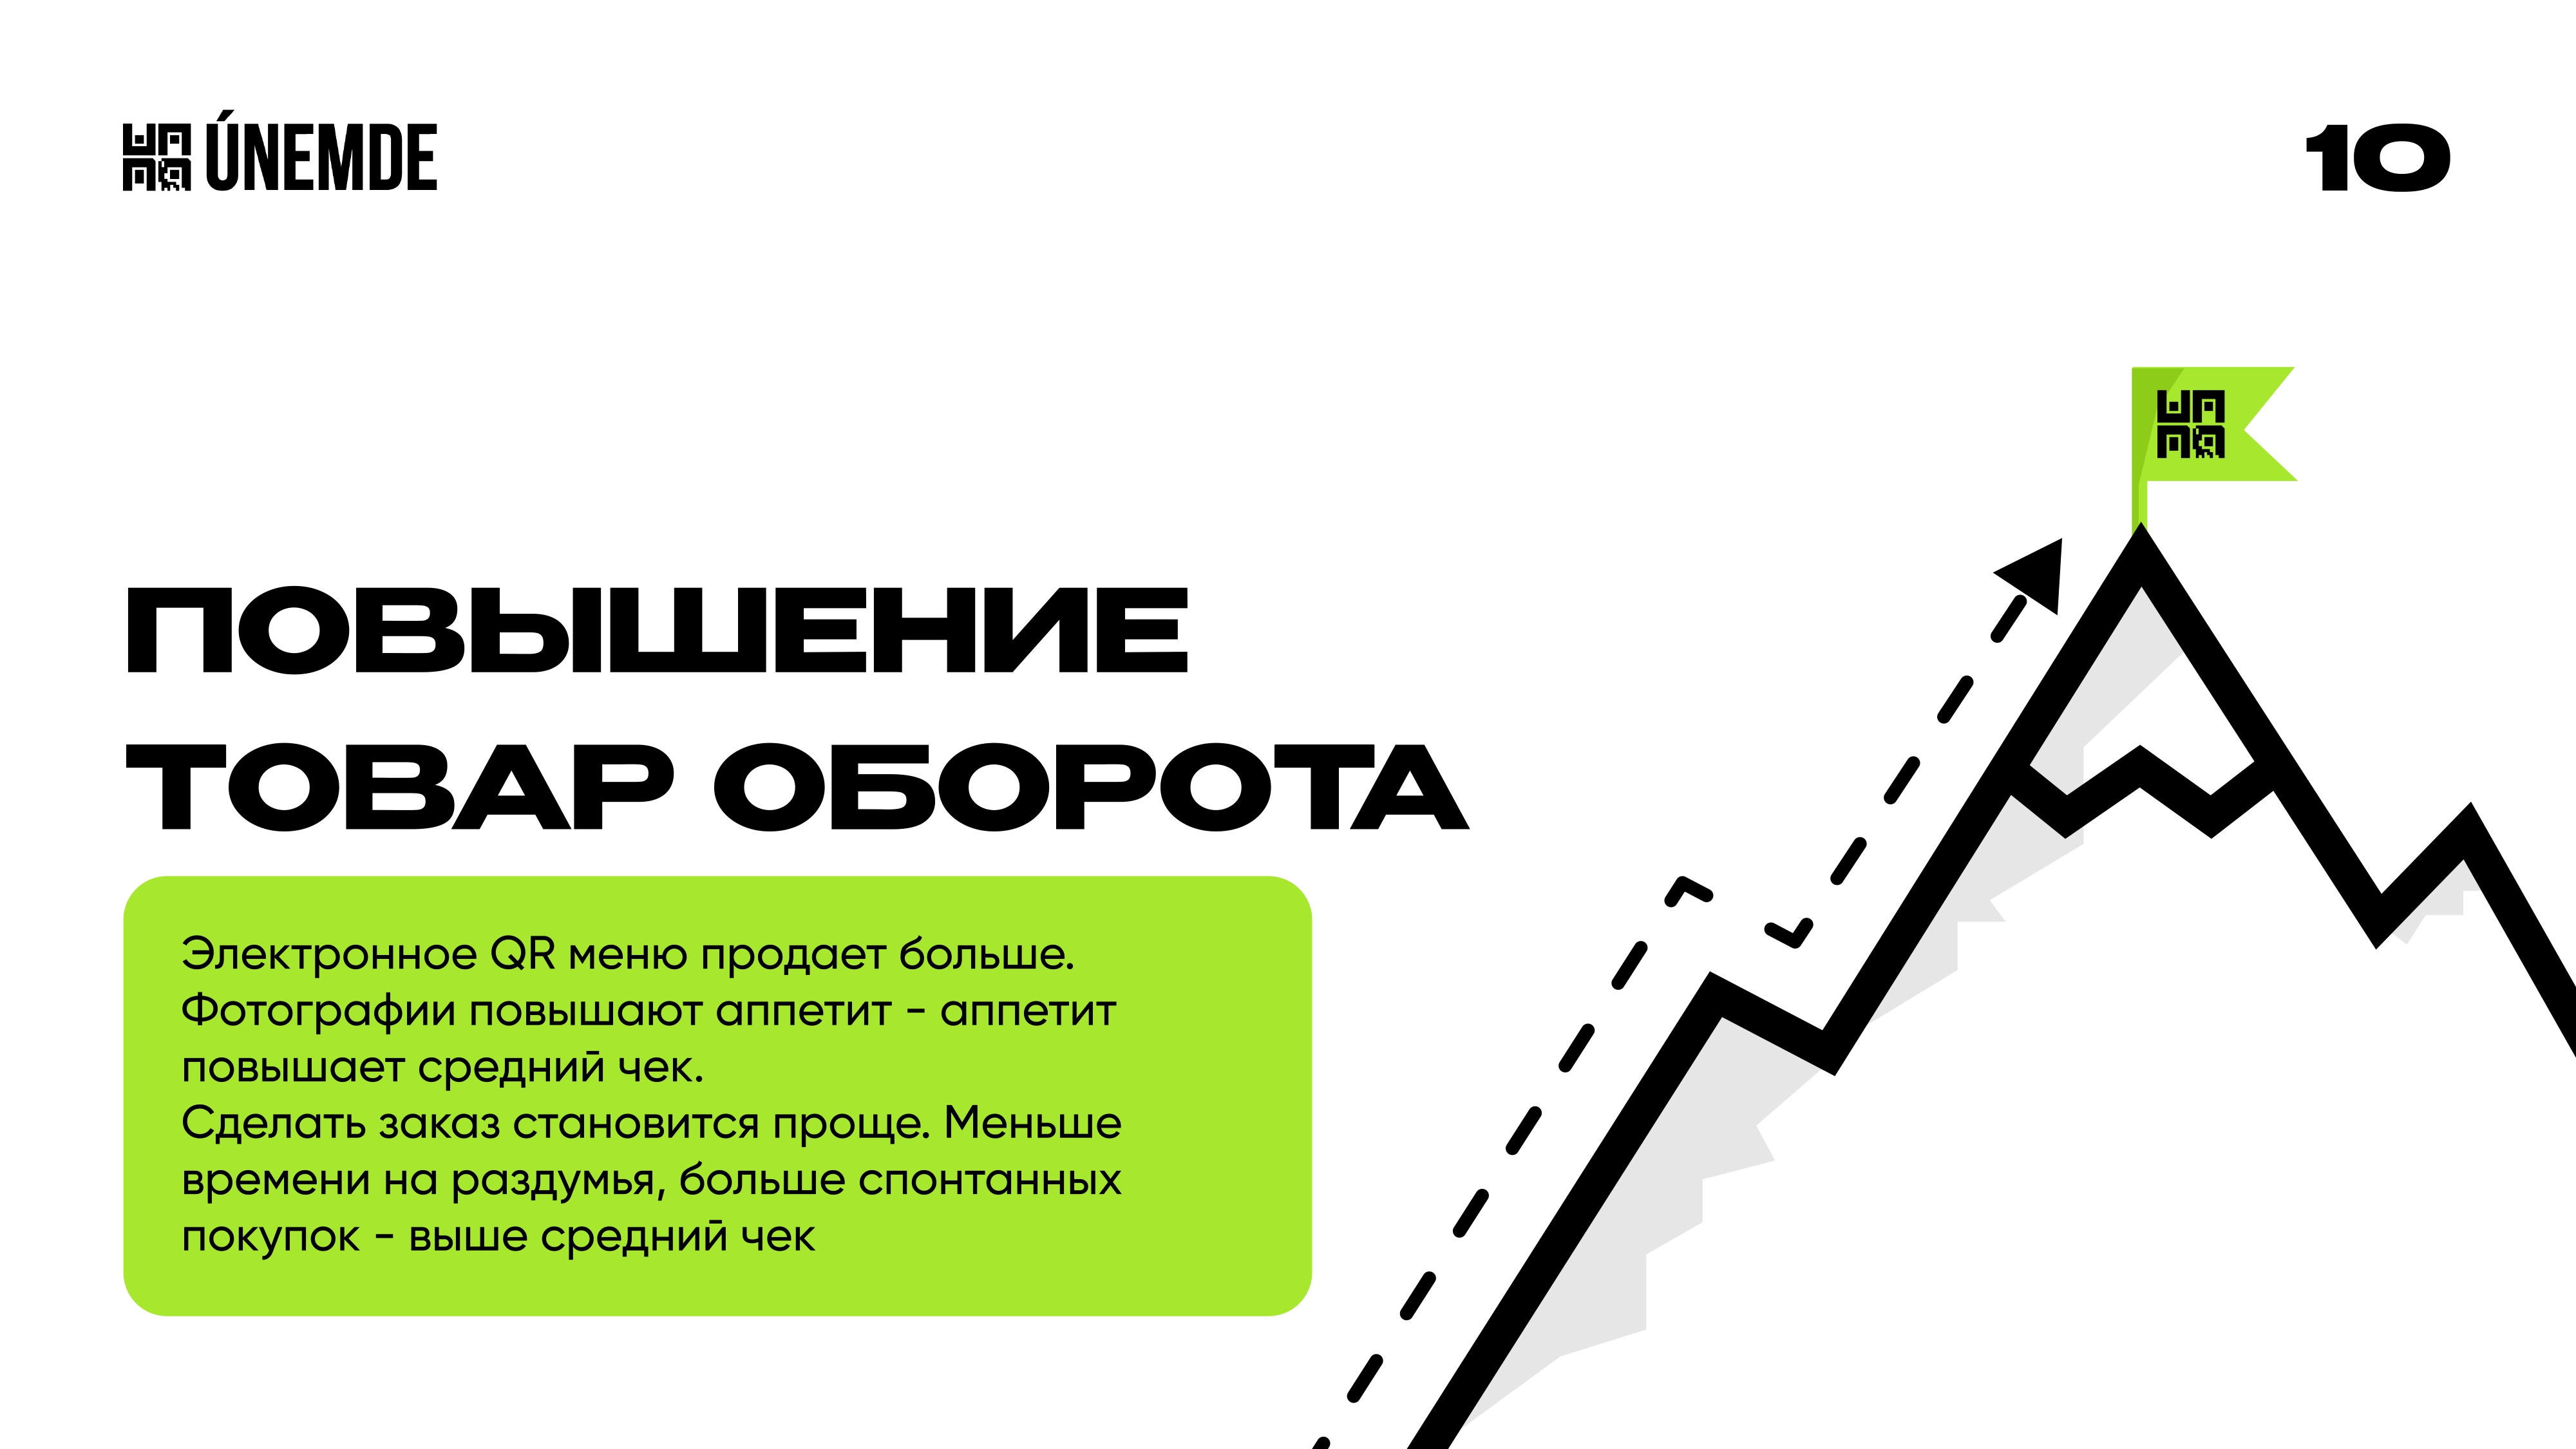 ÚNEMDE
10
ПОВЫШЕНИЕ
ТОВАР ОБОРОТА
Электронное QR меню продает больше.
Фотографии повышают аппетит - аппетит
повышает средний чек.
Сделать заказ становится проще. Меньше
времени на раздумья, больше спонтанных
покупок - выше средний чек